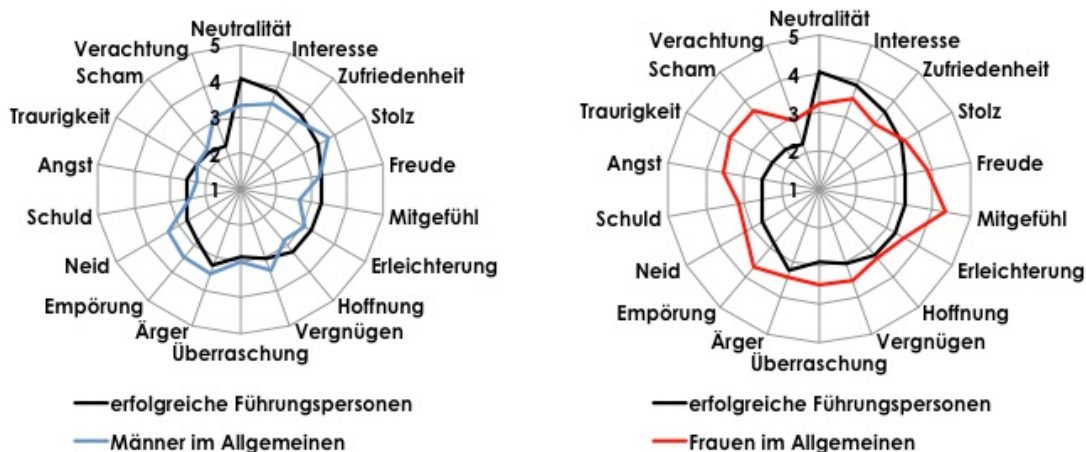 Neutralität
Interesse
Zufriedenheit
Stolz
Freude
Mitgefühl
Erleichterung
Hoffnung
Vergnügen
Überraschung
Ärger
Empörung
Neid
Schuld
Angst
Traurigkeit
Scham
Verachtung
5
4
3
2
1
erfolgreiche Führungspersonen
Männer im Allgemeinen
Neutralität
Interesse
Zufriedenheit
Stolz
Freude
Mitgefühl
Erleichterung
Hoffnung
Vergnügen
Überraschung
Ärger
Empörung
Neid
Schuld
Angst
Traurigkeit
Scham
Verachtung
5
4
3
2
1
erfolgreiche Führungspersonen
Frauen im Allgemeinen